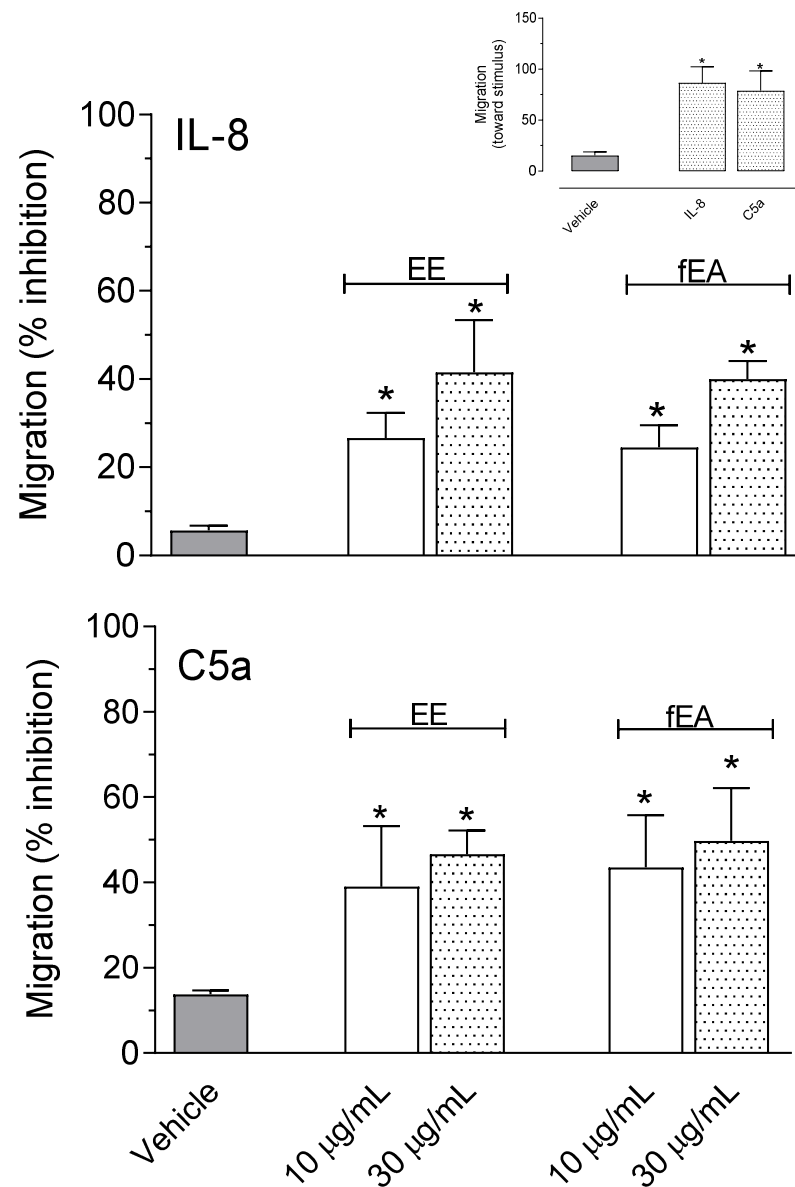 150
100
50
0
Migration
(toward stimulus)
*
*
Vehicle
IL-8
C5a
100
80
60
40
20
0
Migration (% inhibition)
IL-8
EE
fEA
*
*
*
*
100
80
60
40
20
0
Migration (% inhibition)
C5a
EE
fEA
*
*
*
*
Vehicle
10 µg/mL
30 µg/mL
10 µg/mL
30 µg/mL